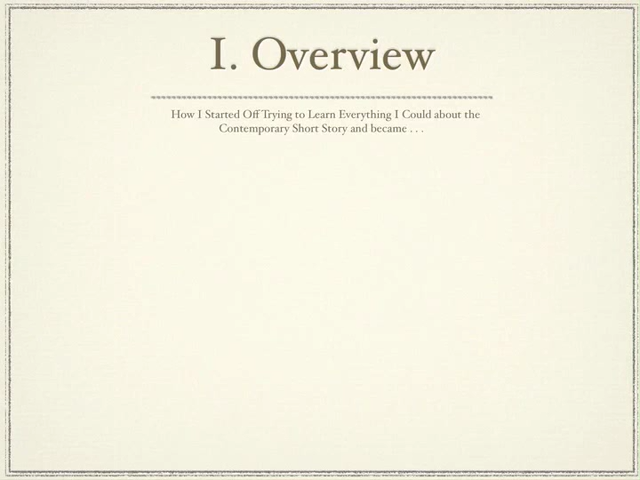 I. Overview
How I Started Off Trying to Learn Everything I Could about the
Contemporary Short Story and became . . .